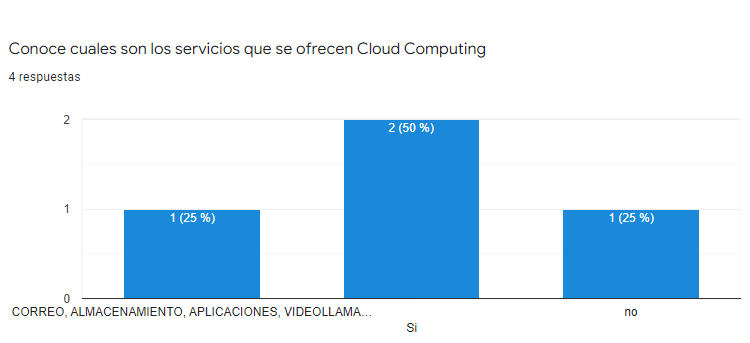 Conoce cuales son los servicios que se ofrecen Cloud Computing
4 respuestas
2
2 (50 %)
1
1 (25 %)
1 (25 %)
0
CORREO, ALMACENAMIENTO, APLICACIONES, VIDEOLLAMA…
no
Si